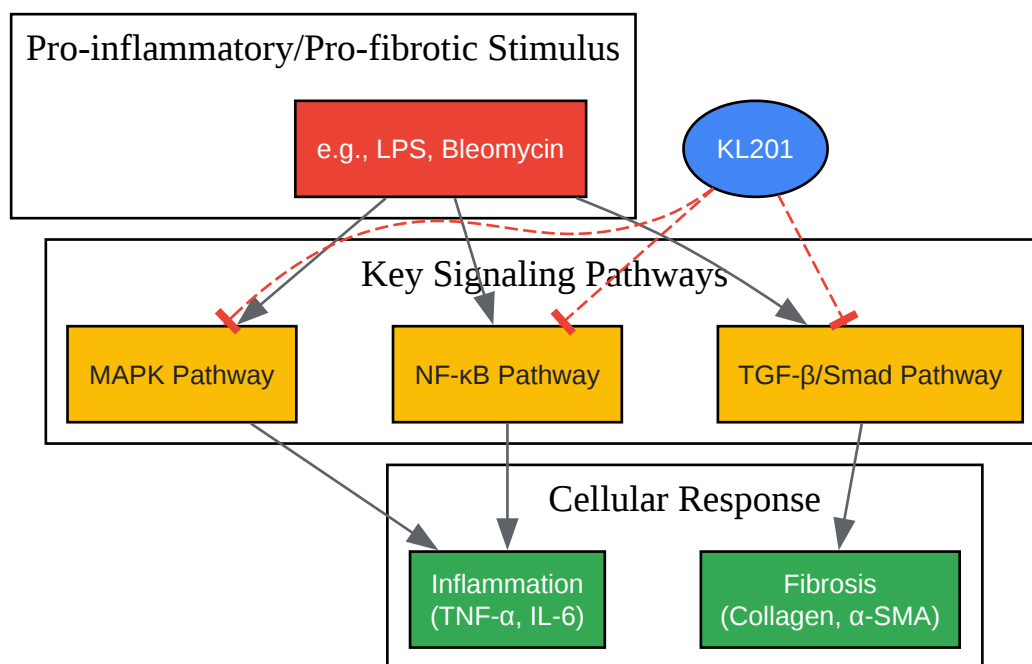 Pro-inflammatory/Pro-fibrotic Stimulus
e.g., LPS, Bleomycin
KL201
Key Signaling Pathways
MAPK Pathway
NF-κB Pathway
TGF-β/Smad Pathway
Cellular Response
Inflammation
(TNF-α, IL-6)
Fibrosis
(Collagen, α-SMA)